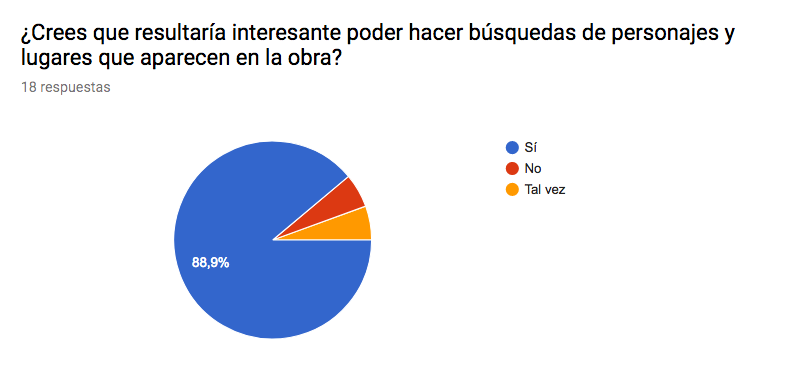 ¿Crees que resultaría interesante poder hacer búsquedas de personajes y
lugares que aparecen en la obra?
18 respuestas
Sí
No
Tal vez
88,9%